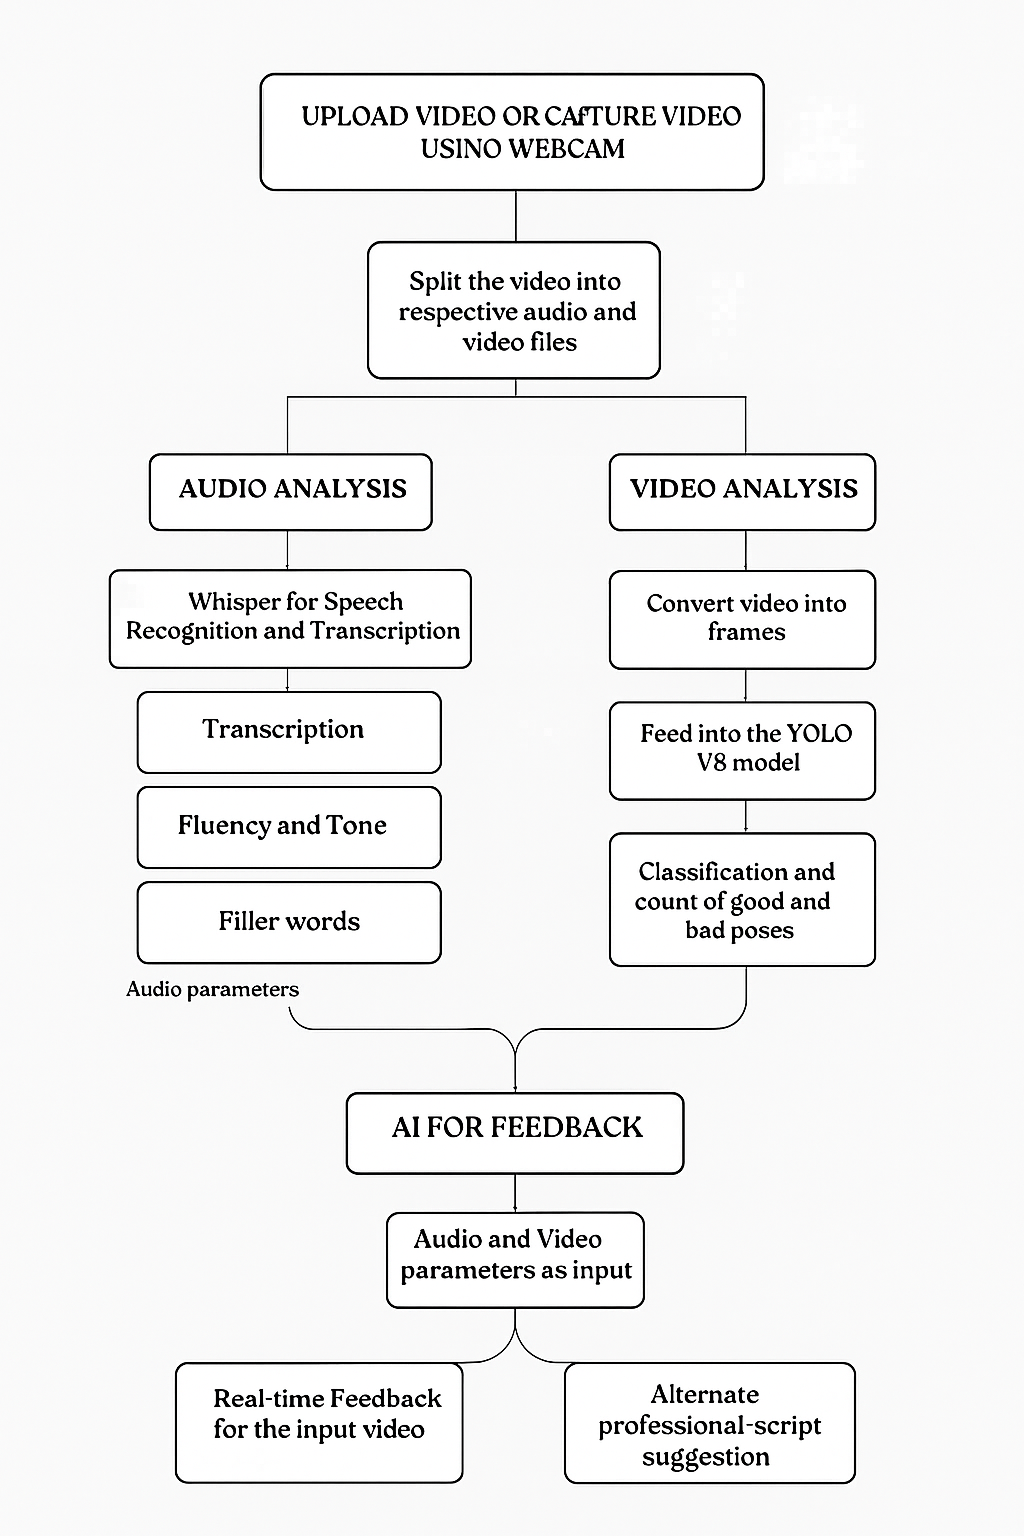 UPLOAD VIDEO OR CAfTURE VIDEO
USINO WEBCAM
Split the video into
respective audio and
video files
AUDIO ANALYSIS
Whisper for Speech
Recognition and Transcription
Transcription
Fluency and Tone
Filler words
Audio parameters
VIDEO ANALYSIS
Convert video into
frames
Feed into the YOLO
V8 model
Classification and
count of good and
bad poses
AI FOR FEEDBACK
Audio and Video
parameters as input
Real-time Feedback
for the input video
Alternate
professional-script
suggestion